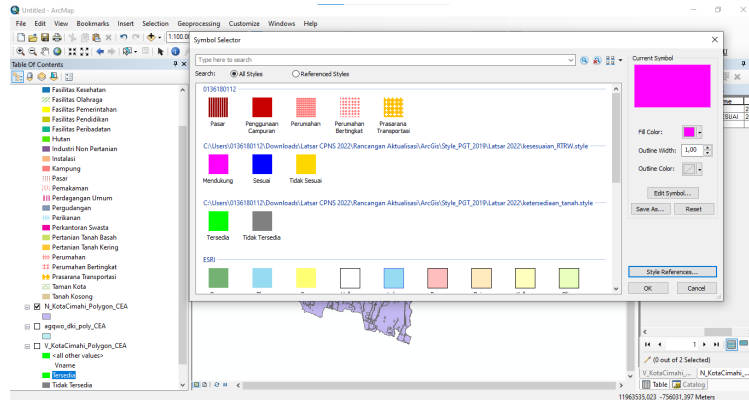 Untitled - ArcMap
File Edit View Bookmarks Insert Selection Geoprocessing Customize Windows Help
1:100.00
Table Of Contents
Fasilitas Kesehatan
Fasilitas Olahraga
Fasilitas Pemerintahan
Fasilitas Pendidikan
Fasilitas Peribadatan
Hutan
Industri Non Pertanian
Instalasi
Kampung
Pasar
Pemakaman
Perdagangan Umum
Pergudangan
Perikanan
Perkantoran Swasta
Pertanian Tanah Basah
Pertanian Tanah Kering
Perumahan
Perumahan Bertingkat
Prasarana Transportasi
Taman Kota
Tanah Kosong
N_KotaCimahi_Polygon_CEA
agqwo_dki_poly_CEA
V_KotaCimahi_Polygon_CEA
<all other values>
Vname
Tersedia
Tidak Tersedia
Symbol Selector
Type here to search
Search: All Styles Referenced Styles
0136180112
Pasar Penggunaan Campuran Perumahan Perumahan Bertingkat Prasarana Transportasi
C:\Users\0136180112\Downloads\Latsar CPNS 2022\Rancangan Aktualisasi\ArcGis\Style_PGT_2019\Latsar 2022\kesesuaian_RTRW.style
Mendukung Sesuai Tidak Sesuai
C:\Users\0136180112\Downloads\Latsar CPNS 2022\Rancangan Aktualisasi\ArcGis\Style_PGT_2019\Latsar 2022\ketersediaan_tanah.style
Tersedia Tidak Tersedia
ESRI
Current Symbol
Fill Color:
Outline Width: 1,00
Outline Color:
Edit Symbol...
Save As... Reset
Style References...
OK Cancel
me
SUAI
1
(0 out of 2 Selected)
V_KotaCimahi_... N_KotaCimahi_...
Table Catalog
11963535,023 -756031,397 Meters